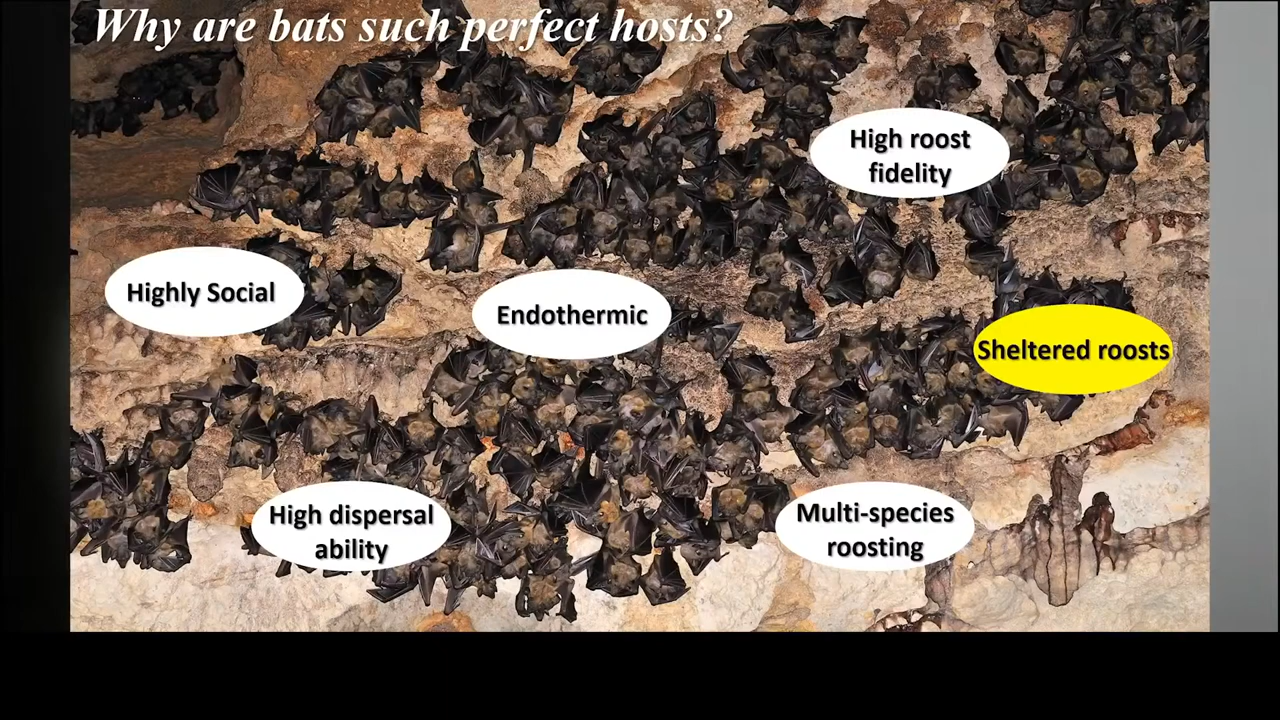 Why are bats such perfect hosts?
High roost
fidelity
Highly Social
Endothermic
Sheltered roosts
High dispersal
ability
Multi-species
roosting